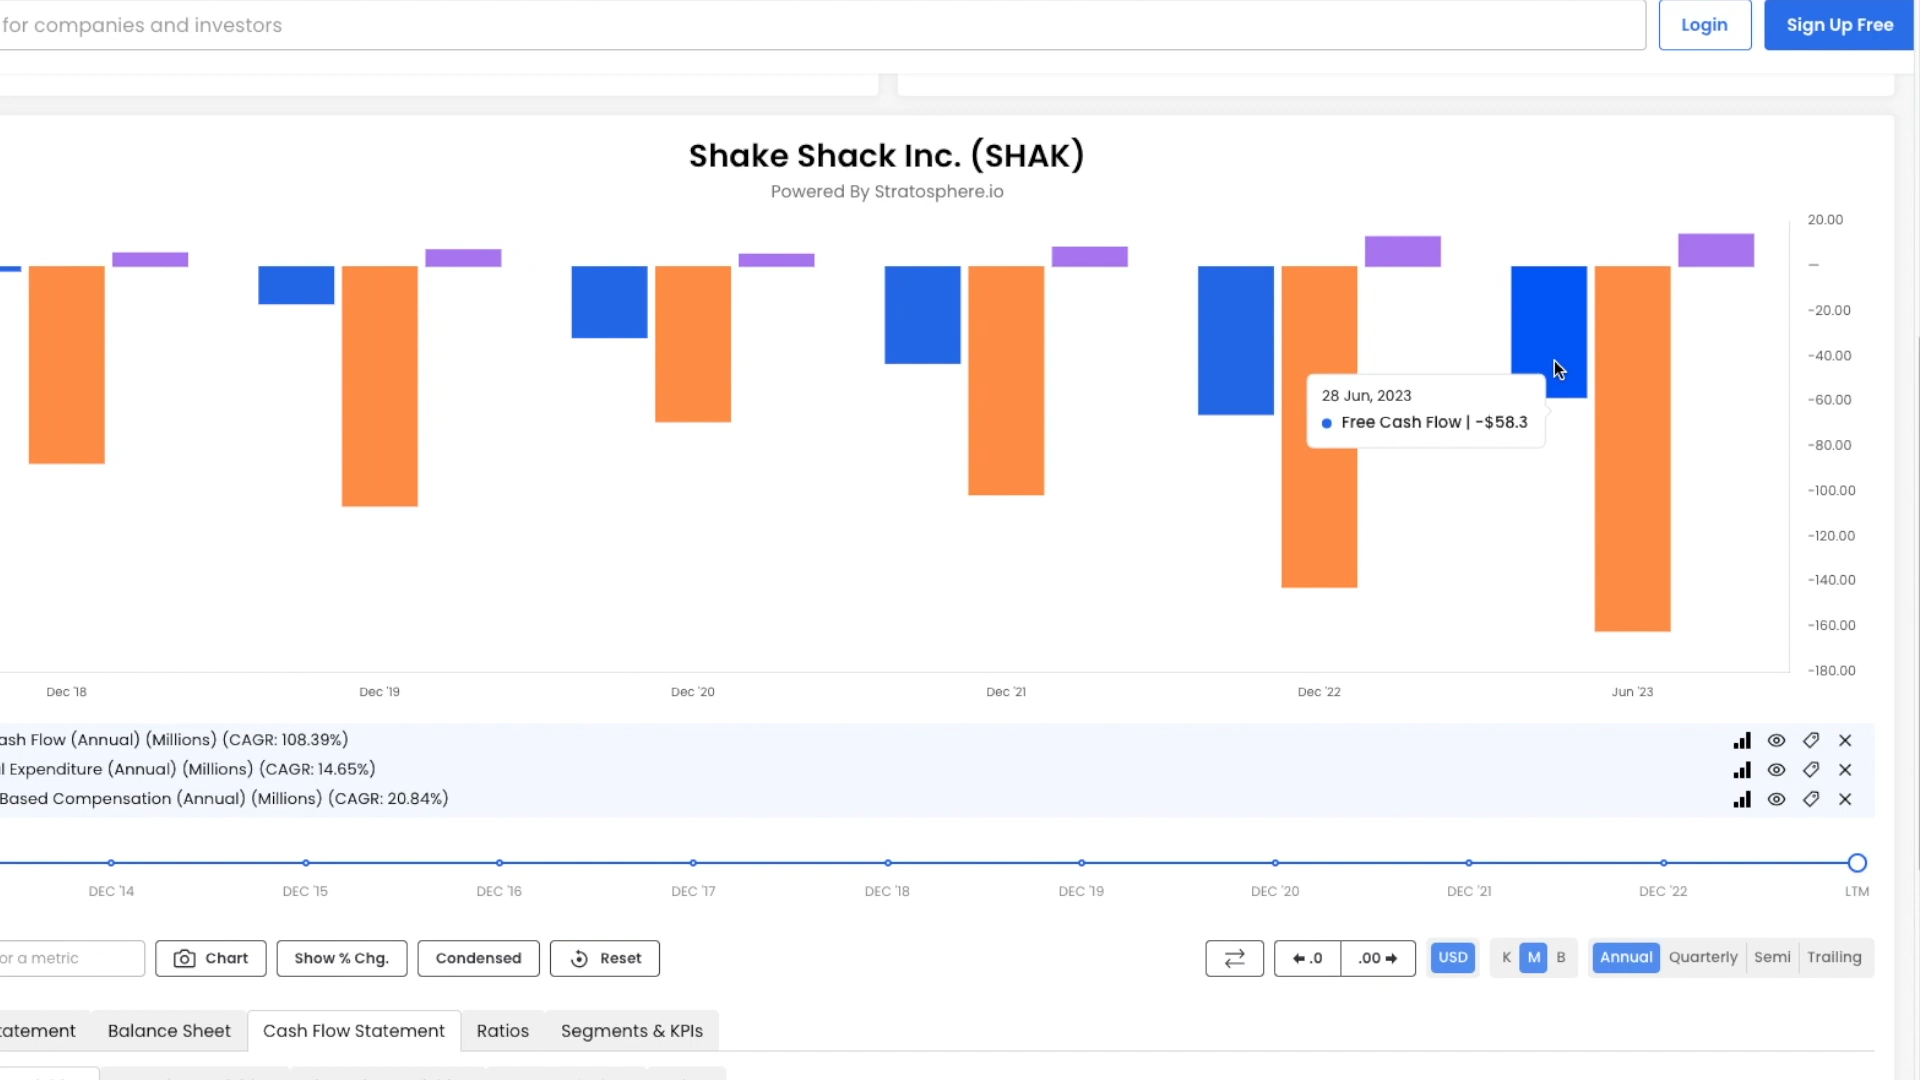 for companies and investors
Login
Sign Up Free
Shake Shack Inc. (SHAK)
Powered By Stratosphere.io
20.00
–
-20.00
-40.00
-60.00
-80.00
-100.00
-120.00
-140.00
-160.00
-180.00
28 Jun, 2023
Free Cash Flow | -$58.3
Dec '18
Dec '19
Dec '20
Dec '21
Dec '22
Jun '23
ash Flow (Annual) (Millions) (CAGR: 108.39%)
l Expenditure (Annual) (Millions) (CAGR: 14.65%)
Based Compensation (Annual) (Millions) (CAGR: 20.84%)
DEC '14
DEC '15
DEC '16
DEC '17
DEC '18
DEC '19
DEC '20
DEC '21
DEC '22
LTM
or a metric
Chart
Show % Chg.
Condensed
Reset
.0
.00
USD
K
M
B
Annual
Quarterly
Semi
Trailing
tatement
Balance Sheet
Cash Flow Statement
Ratios
Segments & KPIs